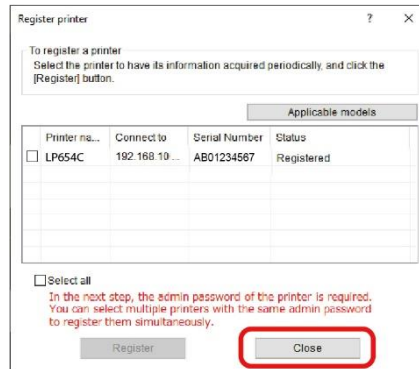 Register printer ? X
To register a printer
Select the printer to have its information acquired periodically, and click the
[Register] button.
Applicable models
Printer na... Connect to Serial Number Status
LP654C 192.168.10 ... AB01234567 Registered
Select all
In the next step, the admin password of the printer is required.
You can select multiple printers with the same admin password
to register them simultaneously.
Register Close